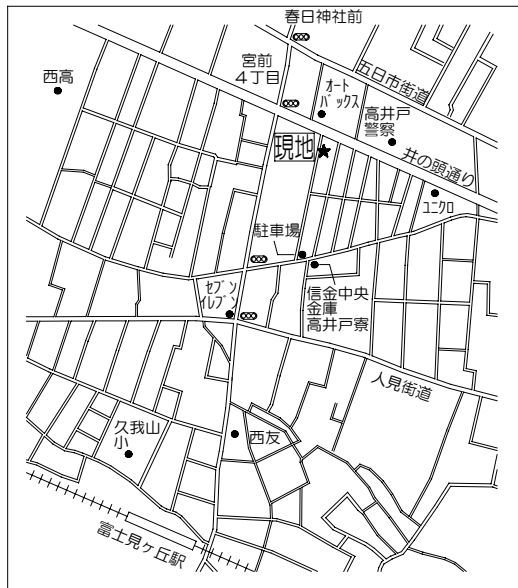 春日神社前
宮前
４丁目
西高
オート
バックス
五日市街道
高井戸
警察
現地
井の頭通り
ユニクロ
駐車場
セブン
イレブン
信金中央
金庫
高井戸寮
人見街道
久我山
小
西友
富士見ヶ丘駅